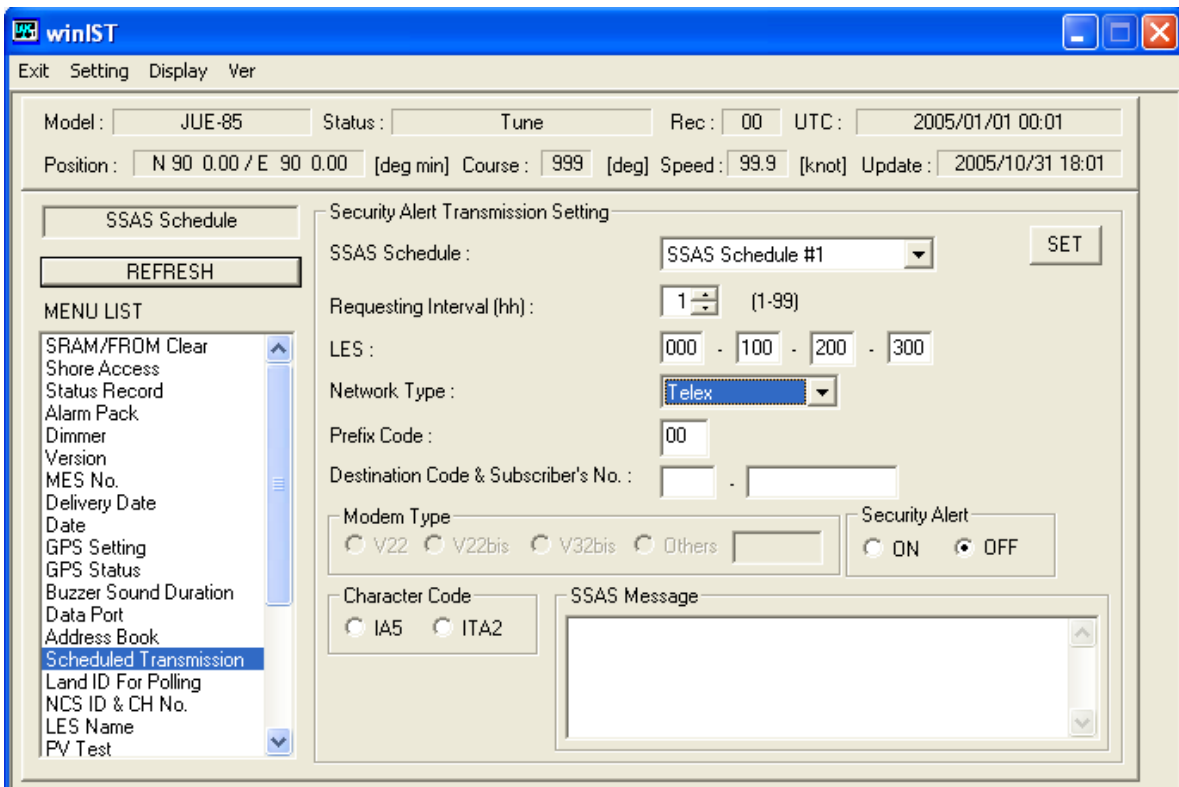 winIST
Exit Setting Display Ver
Model : JUE-85 Status : Tune Rec : 00 UTC : 2005/01/01 00:01
Position : N 90 0.00 / E 90 0.00 [deg min] Course : 999 [deg] Speed : 99.9 [knot] Update : 2005/10/31 18:01
SSAS Schedule
REFRESH
MENU LIST
SRAM/FROM Clear
Shore Access
Status Record
Alarm Pack
Dimmer
Version
MES No.
Delivery Date
Date
GPS Setting
GPS Status
Buzzer Sound Duration
Data Port
Address Book
Scheduled Transmission
Land ID For Polling
NCS ID & CH No.
LES Name
PV Test
Security Alert Transmission Setting
SSAS Schedule : SSAS Schedule #1 SET
Requesting Interval (hh) : 1 (1-99)
LES : 000 - 100 - 200 - 300
Network Type : Telex
Prefix Code : 00
Destination Code & Subscriber's No. : -
Modem Type
V22 V22bis V32bis Others
Security Alert
ON OFF
Character Code
IA5 ITA2
SSAS Message